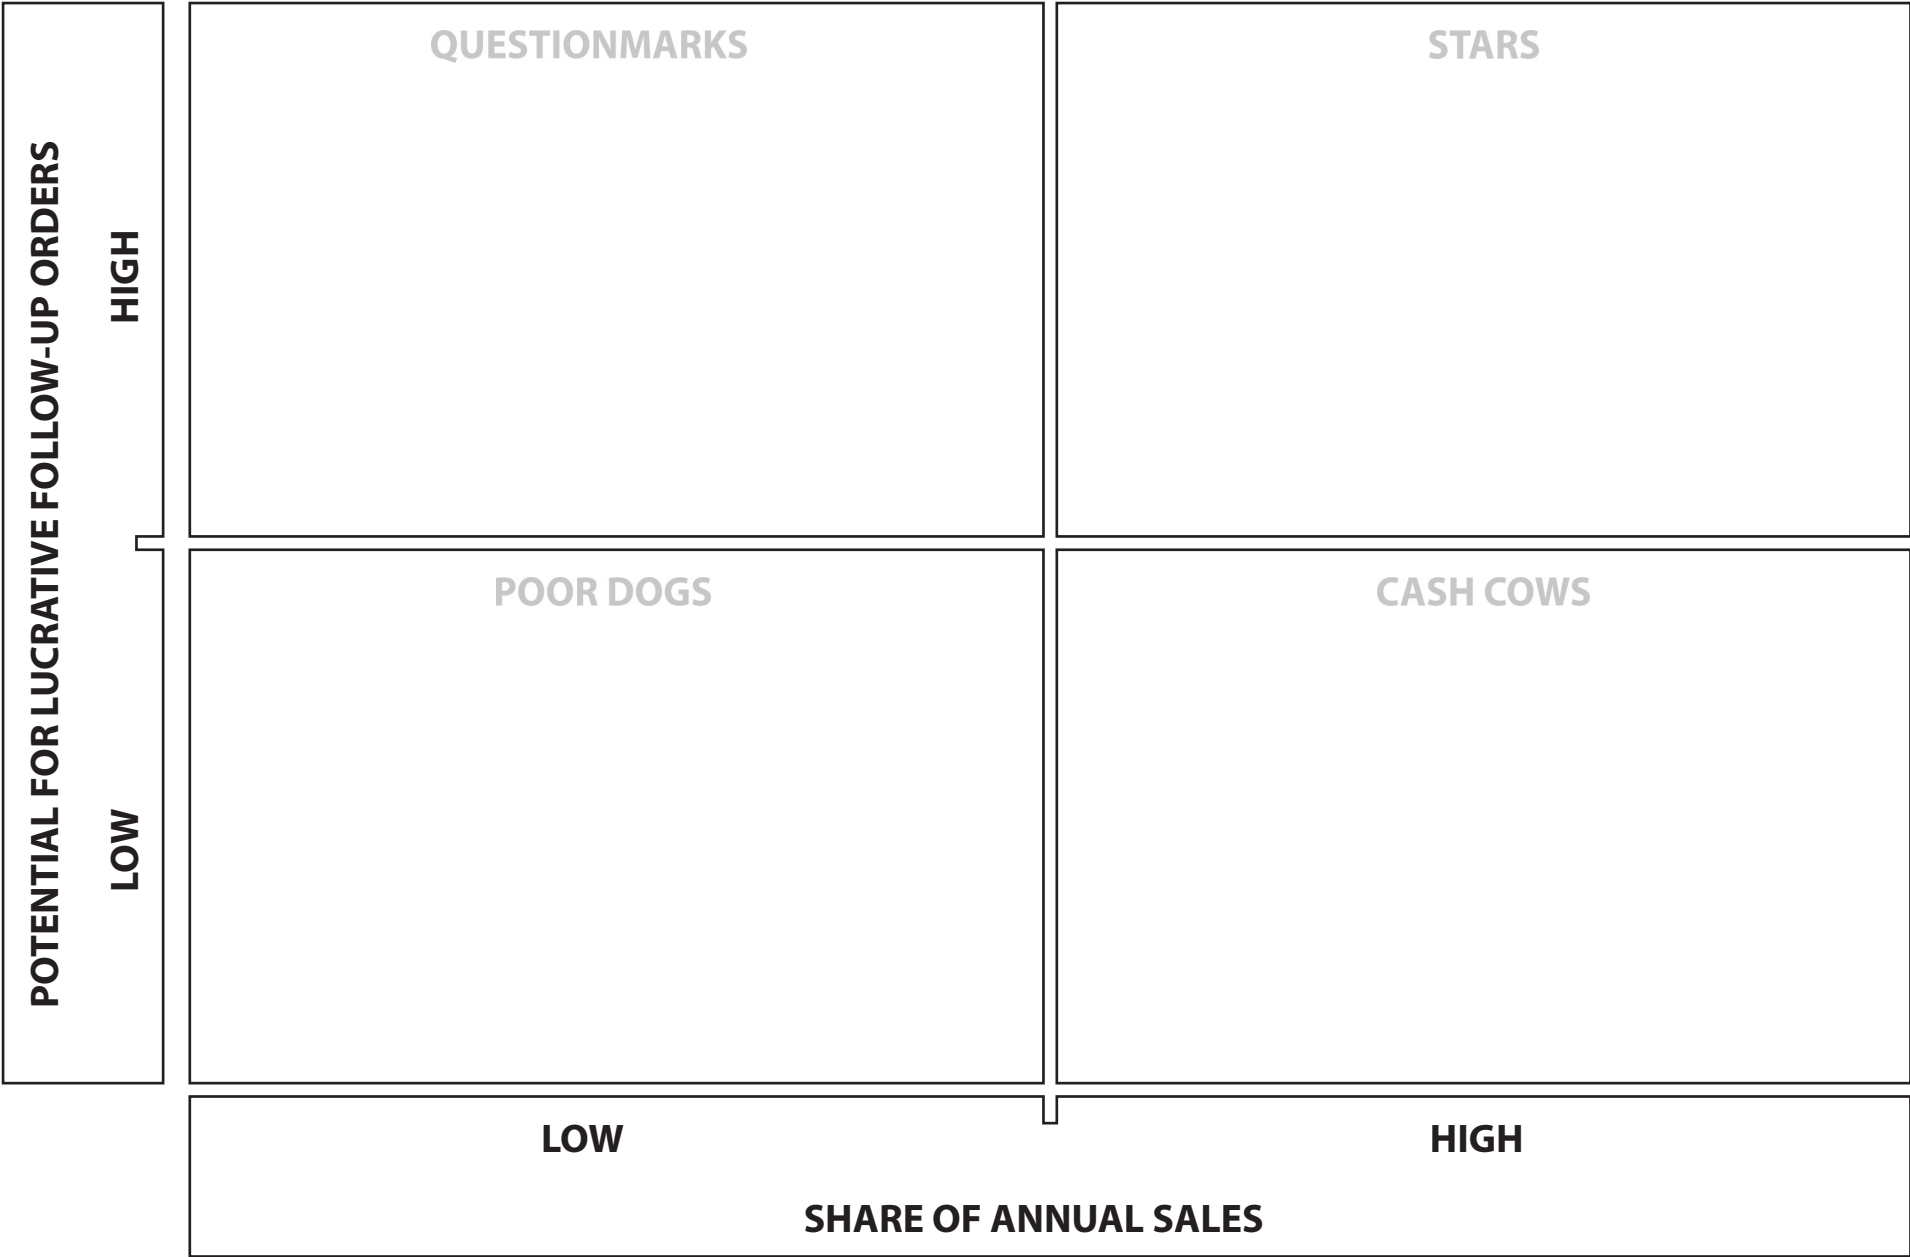 POTENTIAL FOR LUCRATIVE FOLLOW-UP ORDERS
HIGH
LOW
QUESTIONMARKS
STARS
POOR DOGS
CASH COWS
LOW
HIGH
SHARE OF ANNUAL SALES